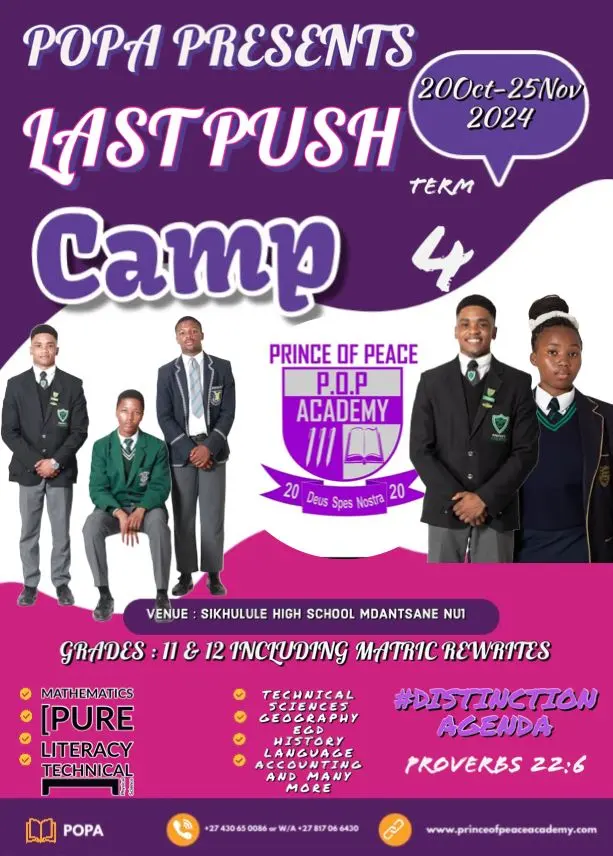 POPA PRESENTS
LAST PUSH
Camp
20Oct-25Nov
2024
TERM
4
PRINCE OF PEACE
P.O.P
ACADEMY
20 Deus Spes Nostra 20
VENUE : SIKHULULE HIGH SCHOOL MDANTSANE NU1
GRADES : 11 & 12 INCLUDING MATRIC REWRITES
MATHEMATICS
[PURE
LITERACY
TECHNICAL
]
TECHNICAL
SCIENCES
GEOGRAPHY
EGD
HISTORY
LANGUAGE
ACCOUNTING
AND MANY
MORE
#DISTINCTION
AGENDA
PROVERBS 22:6
POPA
+27 430 65 0086 or W/A +27 817 06 6430
www.princeofpeaceacademy.com